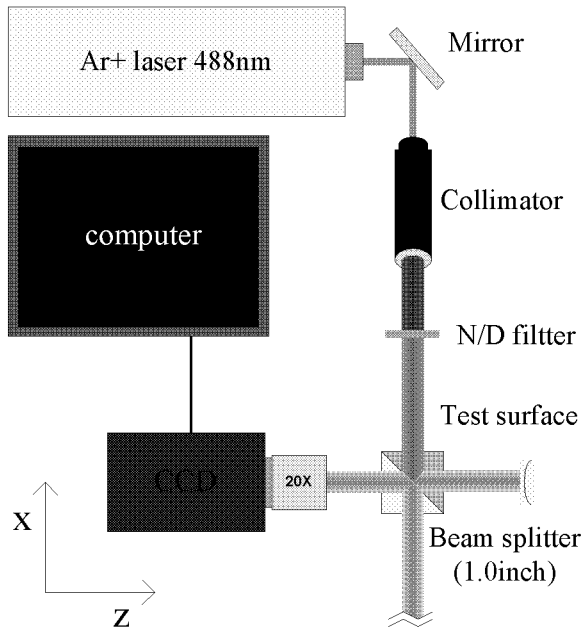 Ar+ laser 488nm
Mirror
computer
Collimator
N/D filtter
Test surface
CCD
20X
Beam splitter
(1.0inch)
X
Z